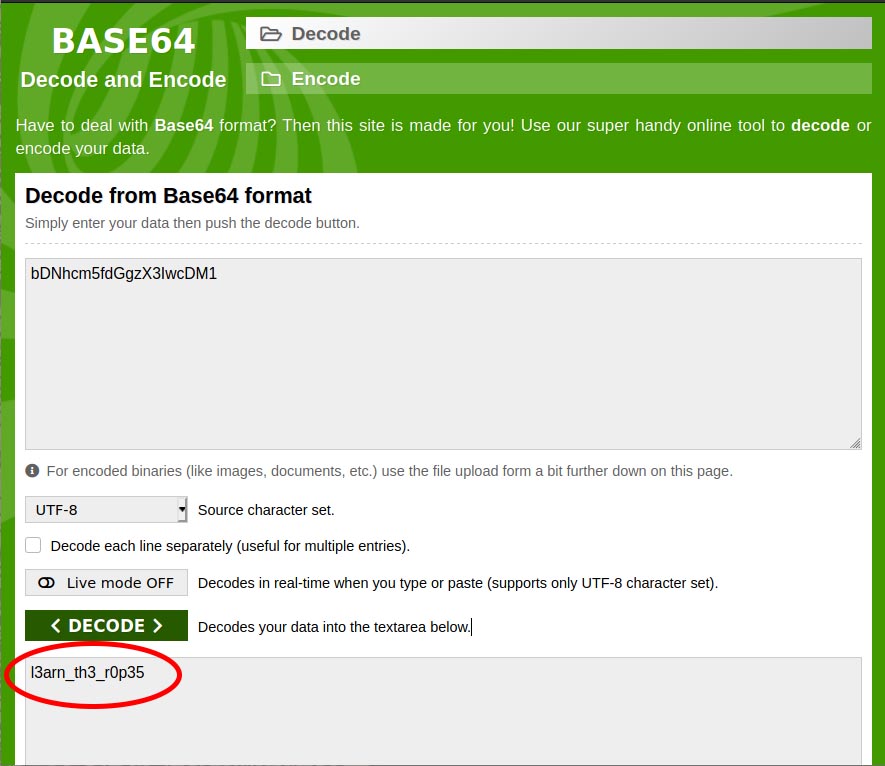 BASE64
Decode and Encode
Decode
Encode
Have to deal with Base64 format? Then this site is made for you! Use our super handy online tool to decode or
encode your data.
Decode from Base64 format
Simply enter your data then push the decode button.
bDNhcm5fdGgzX3IwcDM1
For encoded binaries (like images, documents, etc.) use the file upload form a bit further down on this page.
UTF-8 Source character set.
Decode each line separately (useful for multiple entries).
Live mode OFF Decodes in real-time when you type or paste (supports only UTF-8 character set).
< DECODE > Decodes your data into the textarea below.
l3arn_th3_r0p35